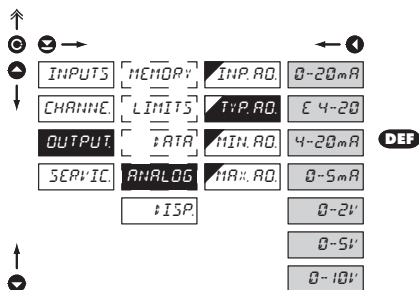 INPUTS MEMORY INP. AO. 0-20mA
CHANNE. LIMITS TYP. AO. E 4-20
OUTPUT. DATA MIN. AO. 4-20mA DEF
SERVIC. ANALOG MAX. AO. 0-5mA
DISP. 0-2V
0-5V
0-10V